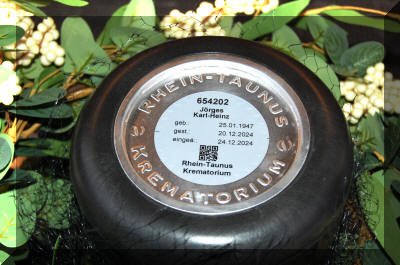 RHEIN-TAUNUS
654202
Jörges
Karl-Heinz
geb.: 25.01.1947
gest.: 20.12.2024
eingeä.: 24.12.2024
Rhein-Taunus
Krematorium
KREMATORIUM